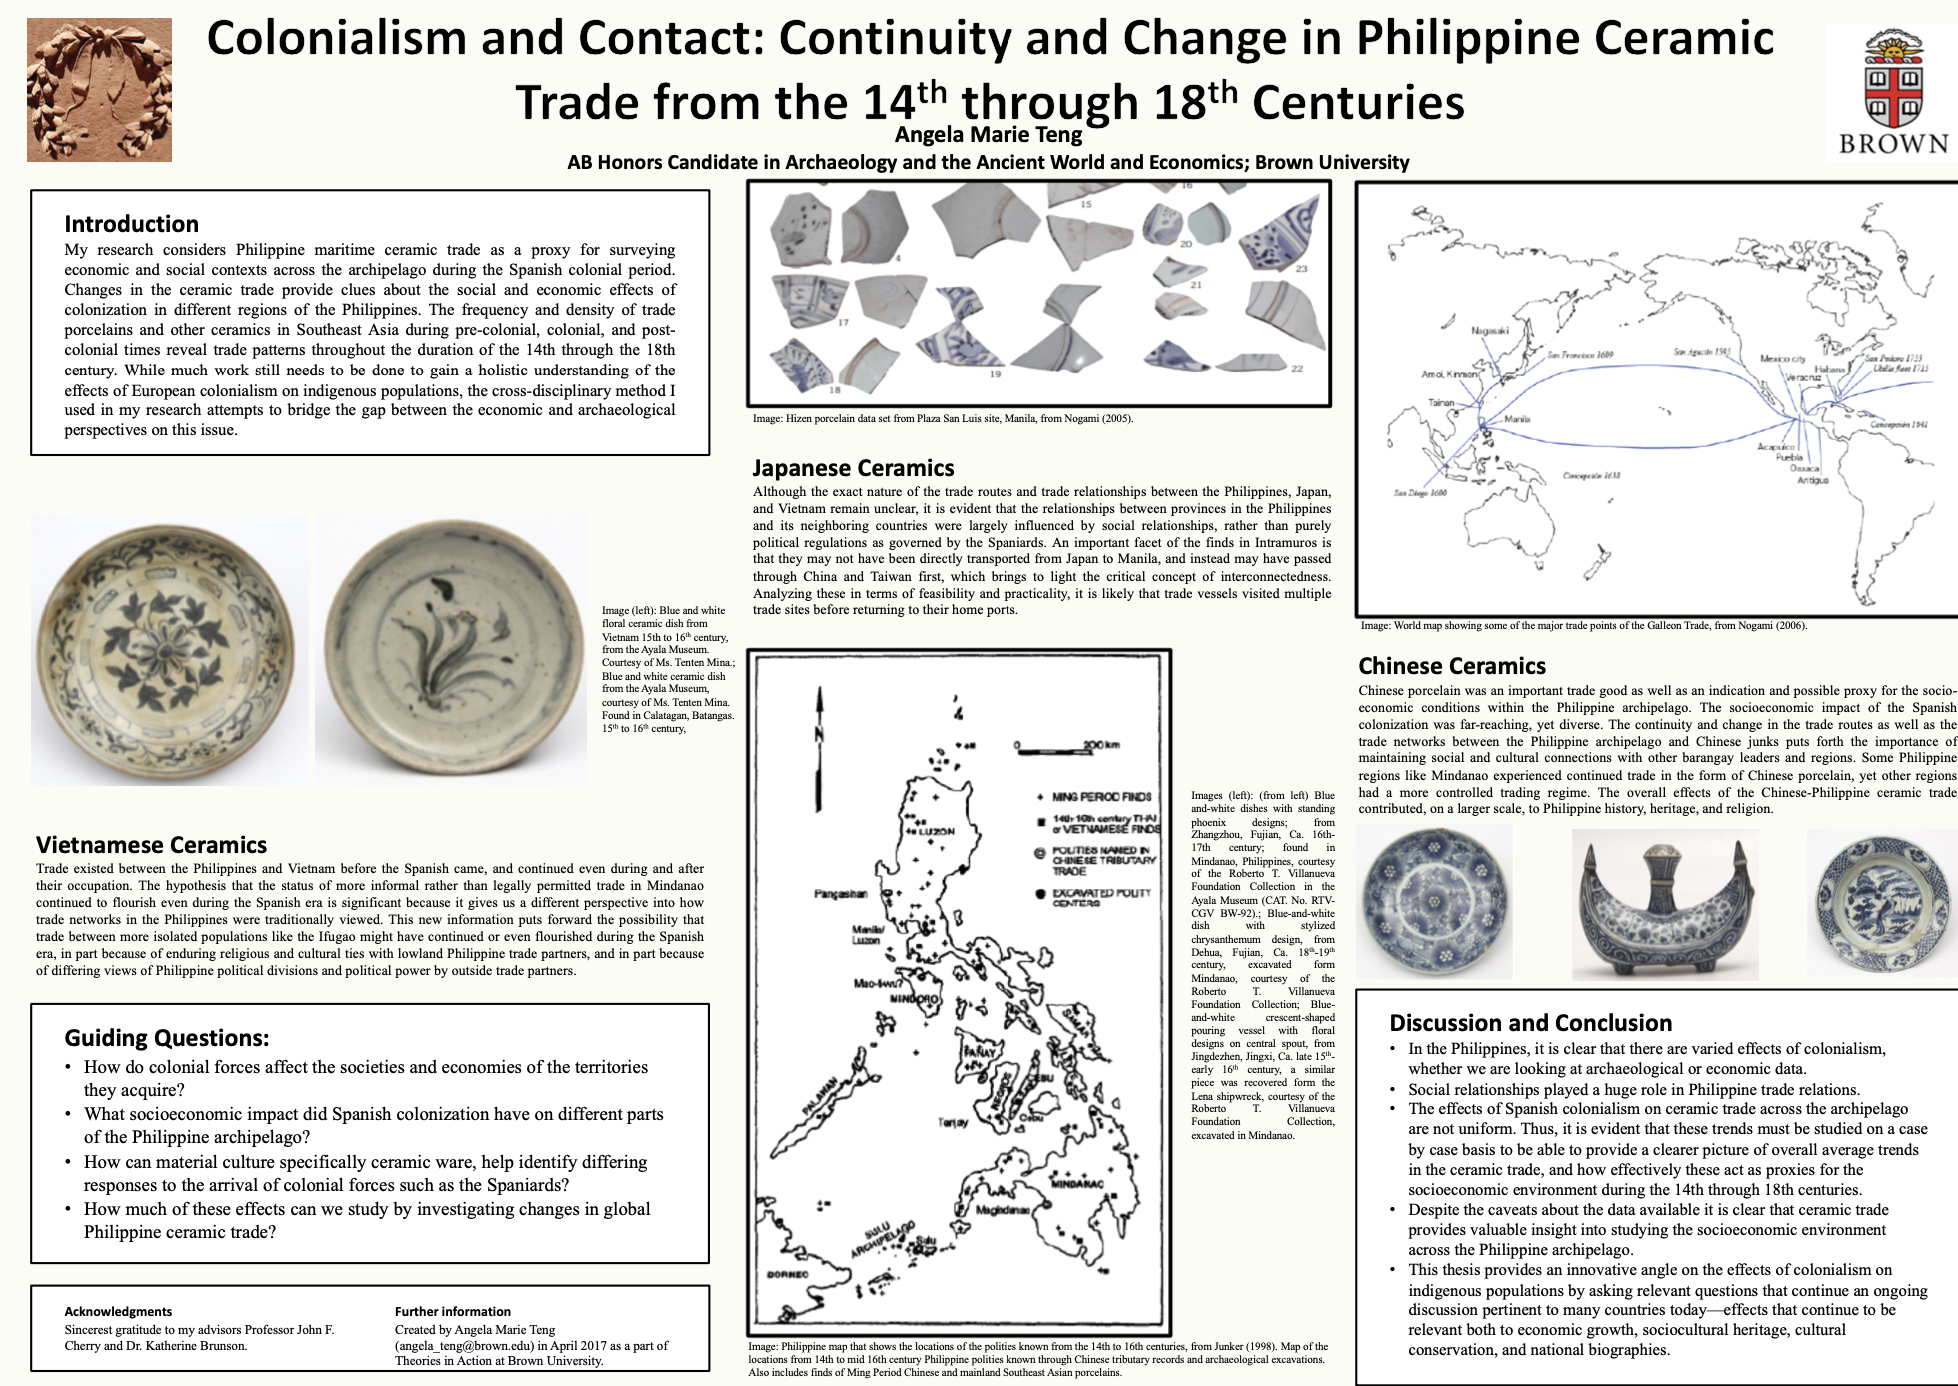 Colonialism and Contact: Continuity and Change in Philippine Ceramic
Trade from the 14th through 18th Centuries
Angela Marie Teng
AB Honors Candidate in Archaeology and the Ancient World and Economics; Brown University
BROWN
Introduction
My research considers Philippine maritime ceramic trade as a proxy for surveying
economic and social contexts across the archipelago during the Spanish colonial period.
Changes in the ceramic trade provide clues about the social and economic effects of
colonization in different regions of the Philippines. The frequency and density of trade
porcelains and other ceramics in Southeast Asia during pre-colonial, colonial, and post-
colonial times reveal trade patterns throughout the duration of the 14th through the 18th
century. While much work still needs to be done to gain a holistic understanding of the
effects of European colonialism on indigenous populations, the cross-disciplinary method I
used in my research attempts to bridge the gap between the economic and archaeological
perspectives on this issue.
Image (left): Blue and white
floral ceramic dish from
Vietnam 15th to 16th century,
from the Ayala Museum.
Courtesy of Ms. Tenten Mina.;
Blue and white ceramic dish
from the Ayala Museum,
courtesy of Ms. Tenten Mina.
Found in Calatagan, Batangas.
15th to 16th century,
Vietnamese Ceramics
Trade existed between the Philippines and Vietnam before the Spanish came, and continued even during and after
their occupation. The hypothesis that the status of more informal rather than legally permitted trade in Mindanao
continued to flourish even during the Spanish era is significant because it gives us a different perspective into how
trade networks in the Philippines were traditionally viewed. This new information puts forward the possibility that
trade between more isolated populations like the Ifugao might have continued or even flourished during the Spanish
era, in part because of enduring religious and cultural ties with lowland Philippine trade partners, and in part because
of differing views of Philippine political divisions and political power by outside trade partners.
Guiding Questions:
• How do colonial forces affect the societies and economies of the territories
they acquire?
• What socioeconomic impact did Spanish colonization have on different parts
of the Philippine archipelago?
• How can material culture specifically ceramic ware, help identify differing
responses to the arrival of colonial forces such as the Spaniards?
• How much of these effects can we study by investigating changes in global
Philippine ceramic trade?
Acknowledgments
Sincerest gratitude to my advisors Professor John F.
Cherry and Dr. Katherine Brunson.
Further information
Created by Angela Marie Teng
(angela_teng@brown.edu) in April 2017 as a part of
Theories in Action at Brown University.
16
15
4
20
23
21
17
19
18
22
Image: Hizen porcelain data set from Plaza San Luis site, Manila, from Nogami (2005).
Japanese Ceramics
Although the exact nature of the trade routes and trade relationships between the Philippines, Japan,
and Vietnam remain unclear, it is evident that the relationships between provinces in the Philippines
and its neighboring countries were largely influenced by social relationships, rather than purely
political regulations as governed by the Spaniards. An important facet of the finds in Intramuros is
that they may not have been directly transported from Japan to Manila, and instead may have passed
through China and Taiwan first, which brings to light the critical concept of interconnectedness.
Analyzing these in terms of feasibility and practicality, it is likely that trade vessels visited multiple
trade sites before returning to their home ports.
N
0 200 km
MING PERIOD FINDS
14th-16th century THAI
or VIETNAMESE FINDS
POLITIES NAMED IN
CHINESE TRIBUTARY
TRADE
EXCAVATED POLITY
CENTERS
LUZON
Pangasinan
Manila/
Luzon
Mao-li-wu?
MINDORO
SAMAR
PANAY
CEBU
NEGROS
PALAWAN
Tanjay
Cebu
MINDANAO
Magindanao
SULU
ARCHIPELAGO
Sulu
BORNEO
Image: Philippine map that shows the locations of the polities known from the 14th to 16th centuries, from Junker (1998). Map of the
locations from 14th to mid 16th century Philippine polities known through Chinese tributary records and archaeological excavations.
Also includes finds of Ming Period Chinese and mainland Southeast Asian porcelains.
Images (left): (from left) Blue
and-white dishes with standing
phoenix designs; from
Zhangzhou, Fujian, Ca. 16th-
17th century; found in
Mindanao, Philippines, courtesy
of the Roberto T. Villanueva
Foundation Collection in the
Ayala Museum (CAT. No. RTV-
CGV BW-92).; Blue-and-white
dish with stylized
chrysanthemum design, from
Dehua, Fujian, Ca. 18th-19th
century, excavated form
Mindanao, courtesy of the
Roberto T. Villanueva
Foundation Collection; Blue-
and-white crescent-shaped
pouring vessel with floral
designs on central spout, from
Jingdezhen, Jingxi, Ca. late 15th-
early 16th century, a similar
piece was recovered form the
Lena shipwreck, courtesy of the
Roberto T. Villanueva
Foundation Collection,
excavated in Mindanao.
Nagasaki
San Francisco 1609
San Agustin 1595
Mexico city
San Pedoro 1733
Habana
Ubilla fleet 1715
Veracruz
Amoi, Kinmon
Tainan
Manila
Concepción 1641
Acapulco
Puebla
Oaxaca
Antigua
Concepción 1638
San Diego 1600
Image: World map showing some of the major trade points of the Galleon Trade, from Nogami (2006).
Chinese Ceramics
Chinese porcelain was an important trade good as well as an indication and possible proxy for the socio-
economic conditions within the Philippine archipelago. The socioeconomic impact of the Spanish
colonization was far-reaching, yet diverse. The continuity and change in the trade routes as well as the
trade networks between the Philippine archipelago and Chinese junks puts forth the importance of
maintaining social and cultural connections with other barangay leaders and regions. Some Philippine
regions like Mindanao experienced continued trade in the form of Chinese porcelain, yet other regions
had a more controlled trading regime. The overall effects of the Chinese-Philippine ceramic trade
contributed, on a larger scale, to Philippine history, heritage, and religion.
Discussion and Conclusion
• In the Philippines, it is clear that there are varied effects of colonialism,
whether we are looking at archaeological or economic data.
• Social relationships played a huge role in Philippine trade relations.
• The effects of Spanish colonialism on ceramic trade across the archipelago
are not uniform. Thus, it is evident that these trends must be studied on a case
by case basis to be able to provide a clearer picture of overall average trends
in the ceramic trade, and how effectively these act as proxies for the
socioeconomic environment during the 14th through 18th centuries.
• Despite the caveats about the data available it is clear that ceramic trade
provides valuable insight into studying the socioeconomic environment
across the Philippine archipelago.
• This thesis provides an innovative angle on the effects of colonialism on
indigenous populations by asking relevant questions that continue an ongoing
discussion pertinent to many countries today—effects that continue to be
relevant both to economic growth, sociocultural heritage, cultural
conservation, and national biographies.